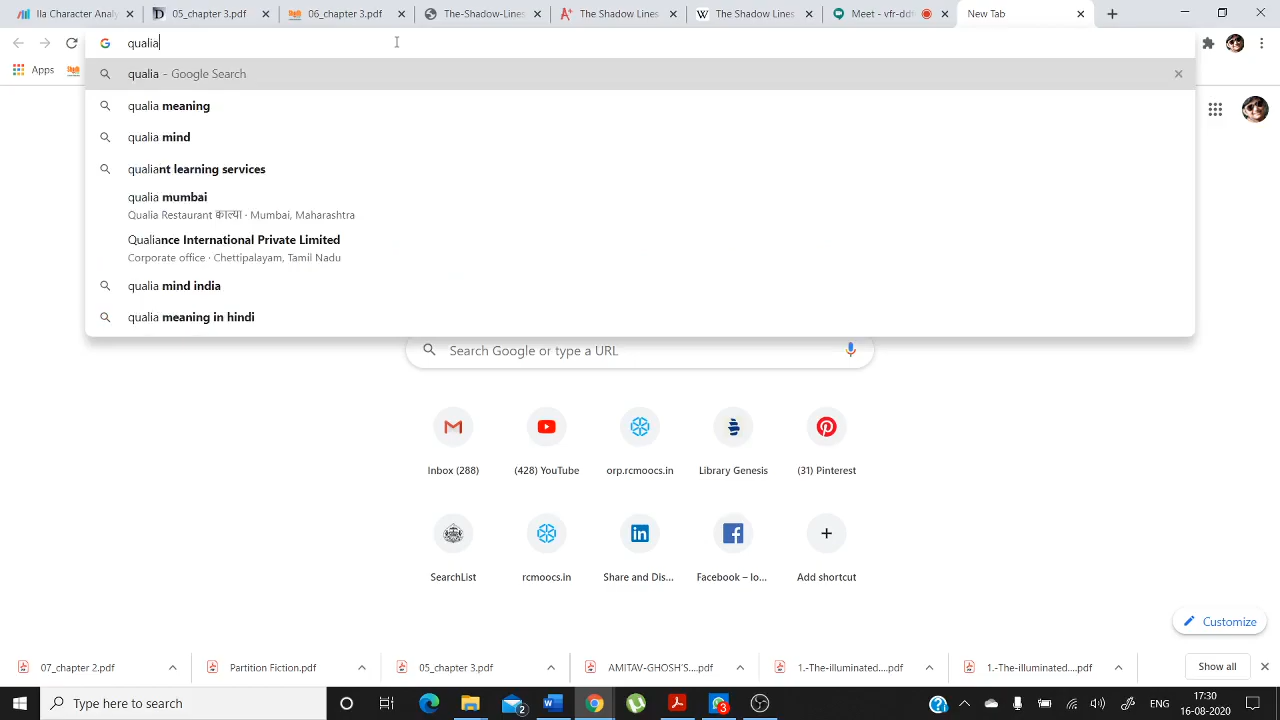 Ila Character Analy
05_chapter 3.pdf
06_chapter 3.pdf
The-Shadow-Lines
The Shadow Lines
The Shadow Lines
Meet - vfr-ddt
New Tab
qualia
Apps
qualia - Google Search
qualia meaning
qualia mind
qualiant learning services
qualia mumbai
Qualia Restaurant काल्या · Mumbai, Maharashtra
Qualiance International Private Limited
Corporate office · Chettipalayam, Tamil Nadu
qualia mind india
qualia meaning in hindi
Search Google or type a URL
Inbox (288)
(428) YouTube
orp.rcmoocs.in
Library Genesis
(31) Pinterest
SearchList
rcmoocs.in
Share and Dis...
Facebook – lo...
Add shortcut
Customize
07_chapter 2.pdf
Partition Fiction.pdf
05_chapter 3.pdf
AMITAV-GHOSH'S....pdf
1.-The-illuminated....pdf
1.-The-illuminated....pdf
Show all
Type here to search
2
3
17:30
16-08-2020